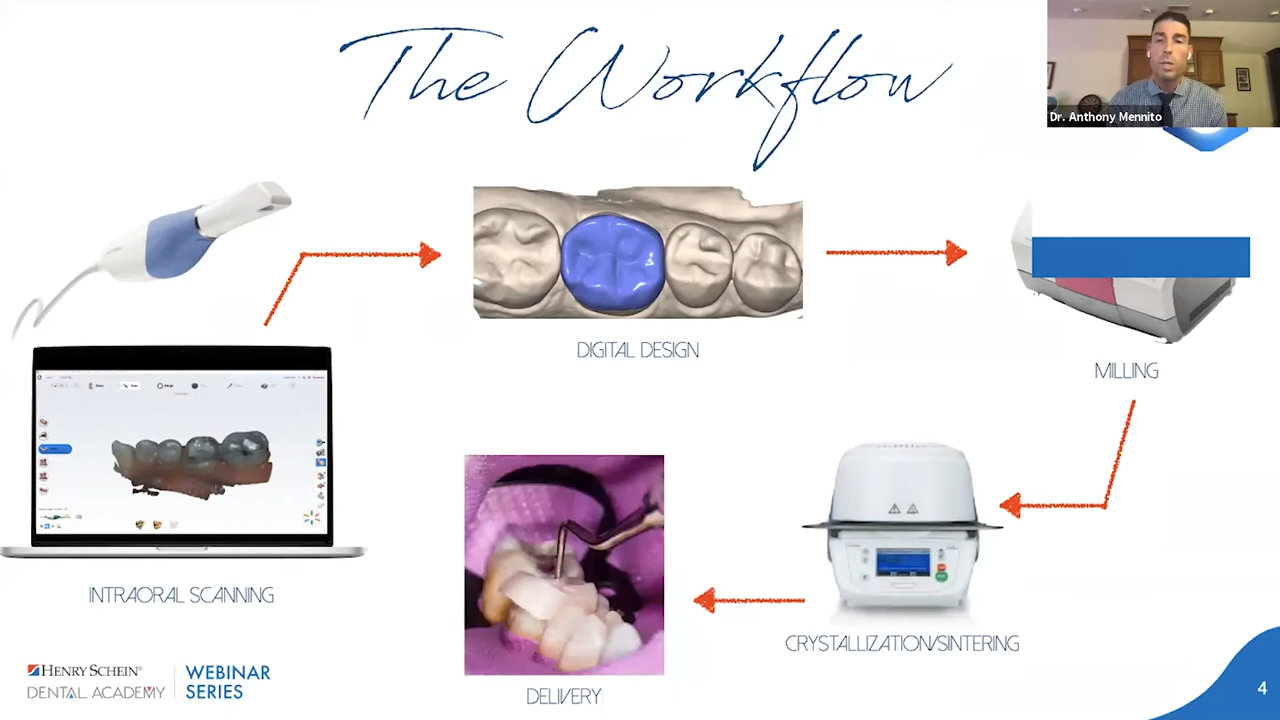 The Workflow
Dr. Anthony Mennito
DIGITAL DESIGN
MILLING
INTRAORAL SCANNING
CRYSTALLIZATION/SINTERING
DELIVERY
HENRY SCHEIN®
DENTAL ACADEMY
WEBINAR
SERIES
4